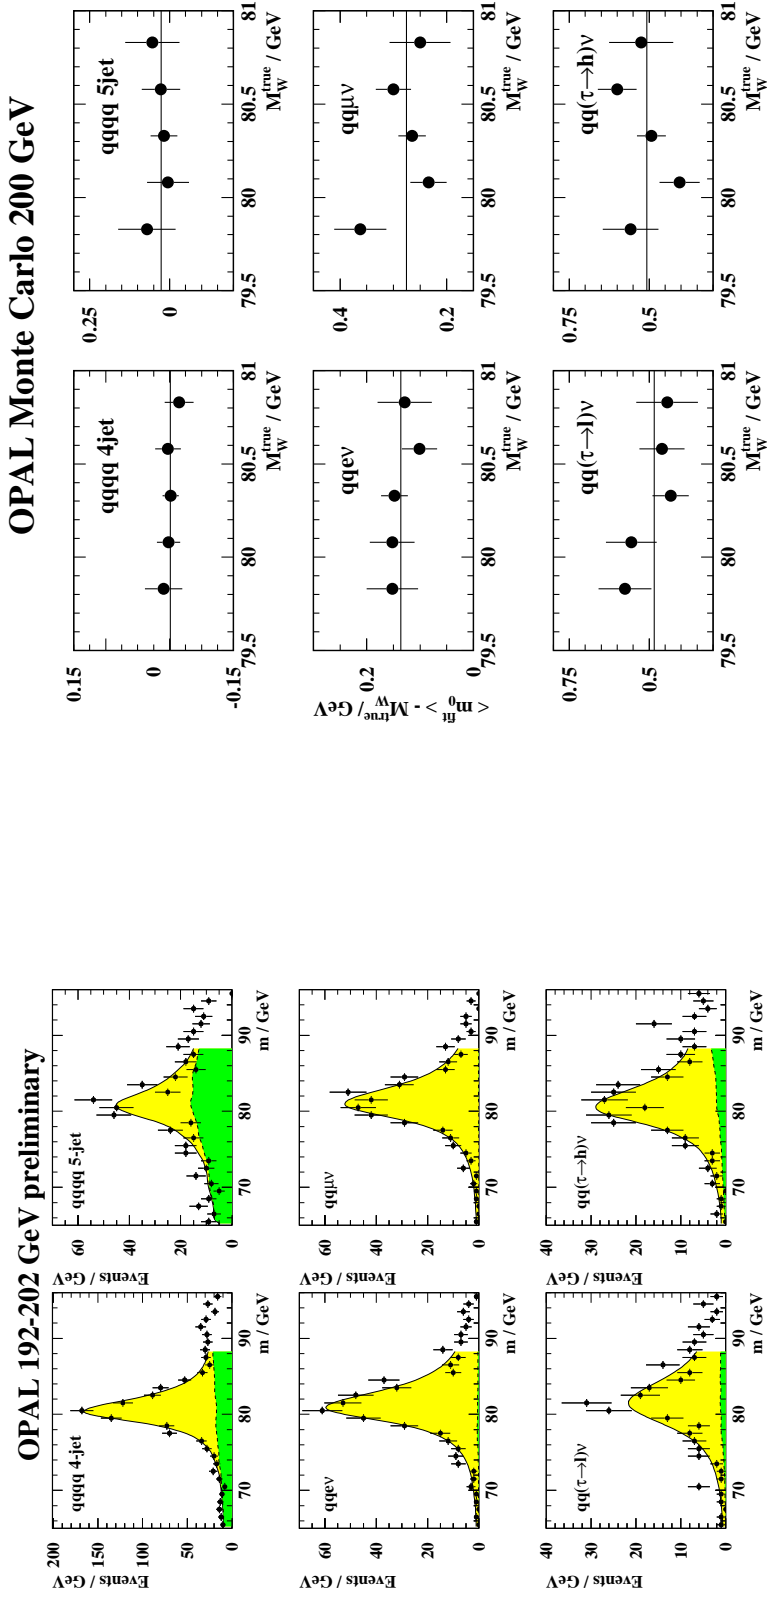 OPAL 192-202 GeV preliminary
Events / GeV
200
150
100
50
0
qqqq 4-jet
70
80
90
m / GeV
Events / GeV
60
40
20
0
qqqq 5-jet
70
80
90
m / GeV
Events / GeV
60
40
20
0
qqeν
70
80
90
m / GeV
Events / GeV
60
40
20
0
qqμν
70
80
90
m / GeV
Events / GeV
40
30
20
10
0
qq(τ→l)ν
70
80
90
m / GeV
Events / GeV
40
30
20
10
0
qq(τ→h)ν
70
80
90
m / GeV
OPAL Monte Carlo 200 GeV
0.15
0
-0.15
qqqq 4jet
79.5
80
80.5
81
M_W^true / GeV
0.25
0
qqqq 5jet
79.5
80
80.5
81
M_W^true / GeV
< m_0^fit > - M_W^true / GeV
0.2
0
qqeν
79.5
80
80.5
81
M_W^true / GeV
0.4
0.2
qqμν
79.5
80
80.5
81
M_W^true / GeV
0.75
0.5
qq(τ→l)ν
79.5
80
80.5
81
M_W^true / GeV
0.75
0.5
qq(τ→h)ν
79.5
80
80.5
81
M_W^true / GeV